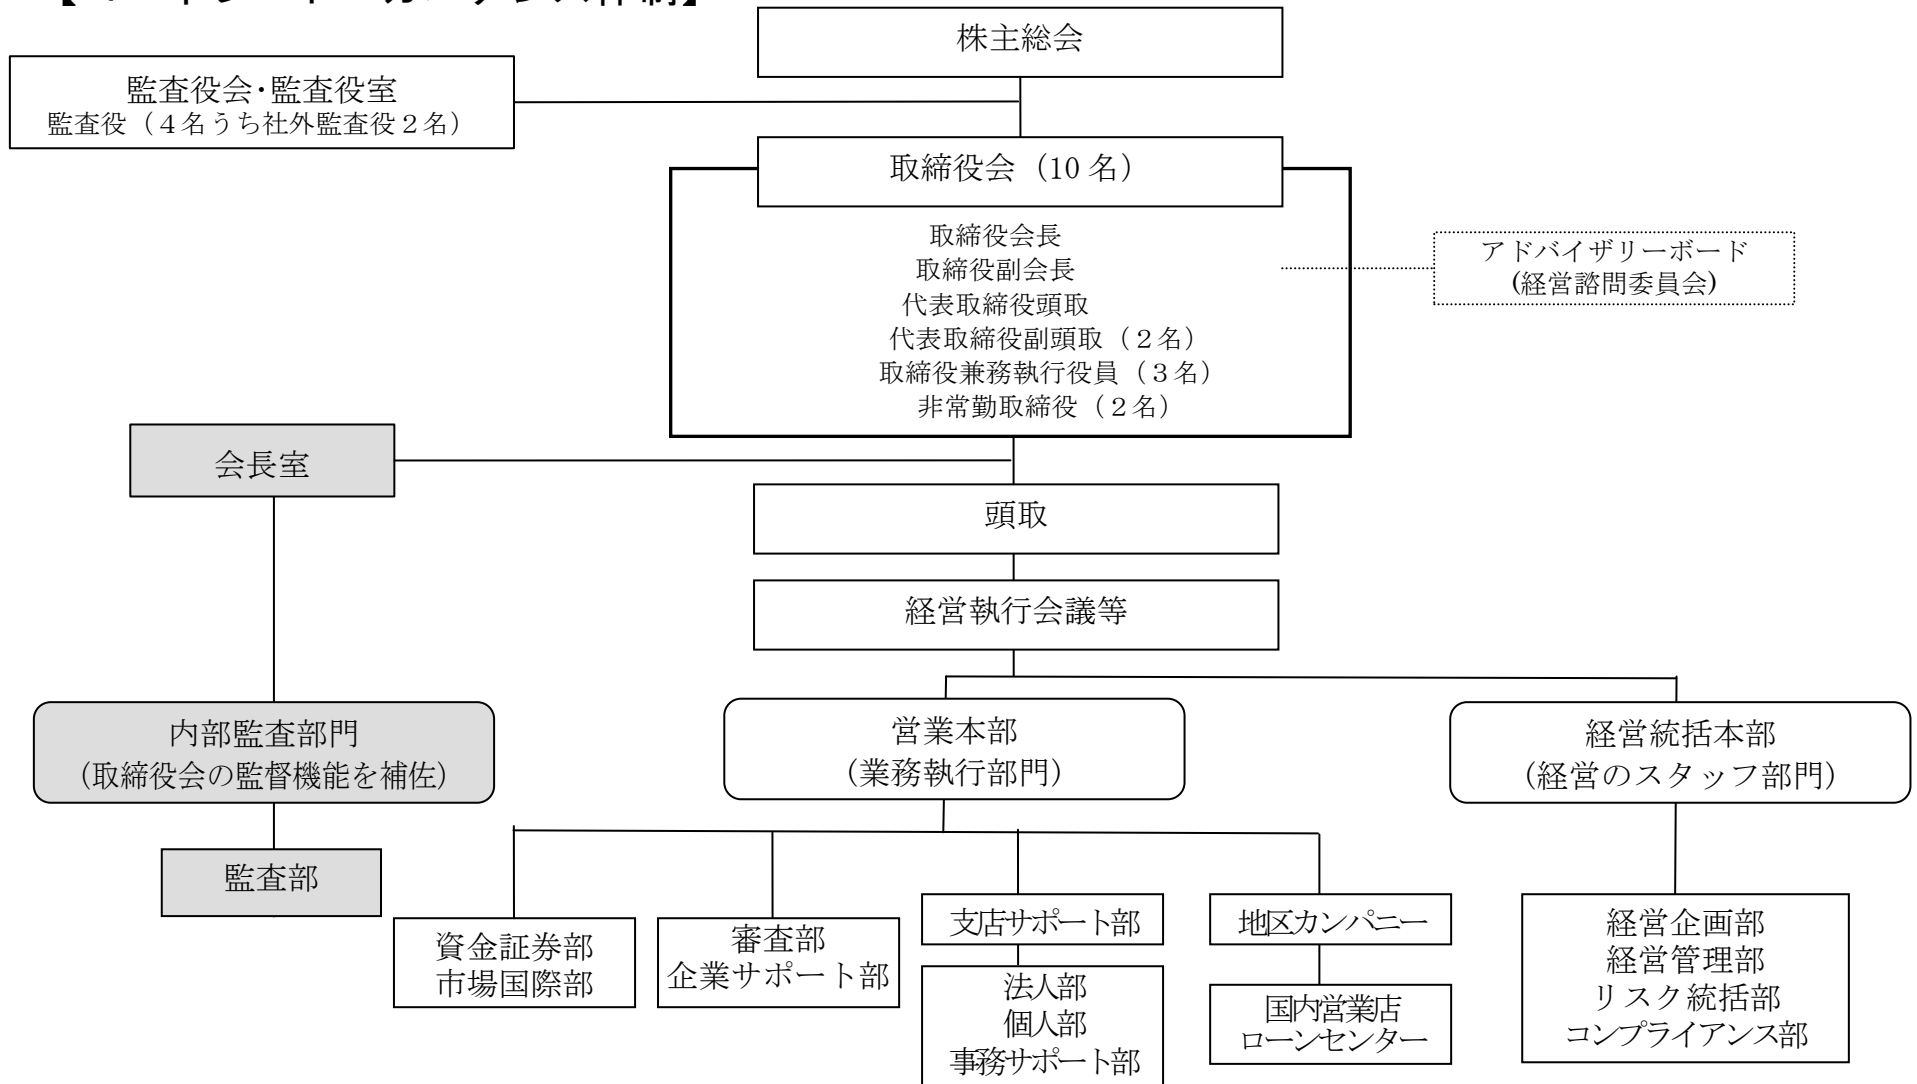 株主総会
監査役会・監査役室
監査役（４名うち社外監査役２名）
取締役会（10 名）
取締役会長
取締役副会長
代表取締役頭取
代表取締役副頭取（２名）
取締役兼務執行役員（３名）
非常勤取締役（２名）
アドバイザリーボード
(経営諮問委員会)
会長室
頭取
経営執行会議等
内部監査部門
（取締役会の監督機能を補佐）
営業本部
（業務執行部門）
経営統括本部
（経営のスタッフ部門）
監査部
資金証券部
市場国際部
審査部
企業サポート部
支店サポート部
法人部
個人部
事務サポート部
地区カンパニー
国内営業店
ローンセンター
経営企画部
経営管理部
リスク統括部
コンプライアンス部